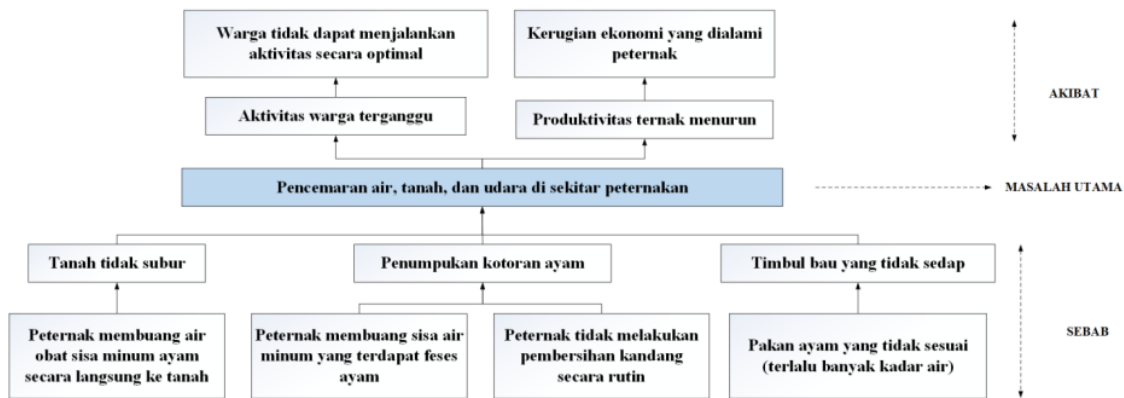 Warga tidak dapat menjalankan
aktivitas secara optimal
Kerugian ekonomi yang dialami
peternak
AKIBAT
Aktivitas warga terganggu
Produktivitas ternak menurun
Pencemaran air, tanah, dan udara di sekitar peternakan
MASALAH UTAMA
Tanah tidak subur
Penumpukan kotoran ayam
Timbul bau yang tidak sedap
Peternak membuang air
obat sisa minum ayam
secara langsung ke tanah
Peternak membuang sisa air
minum yang terdapat feses
ayam
Peternak tidak melakukan
pembersihan kandang
secara rutin
Pakan ayam yang tidak sesuai
(terlalu banyak kadar air)
SEBAB